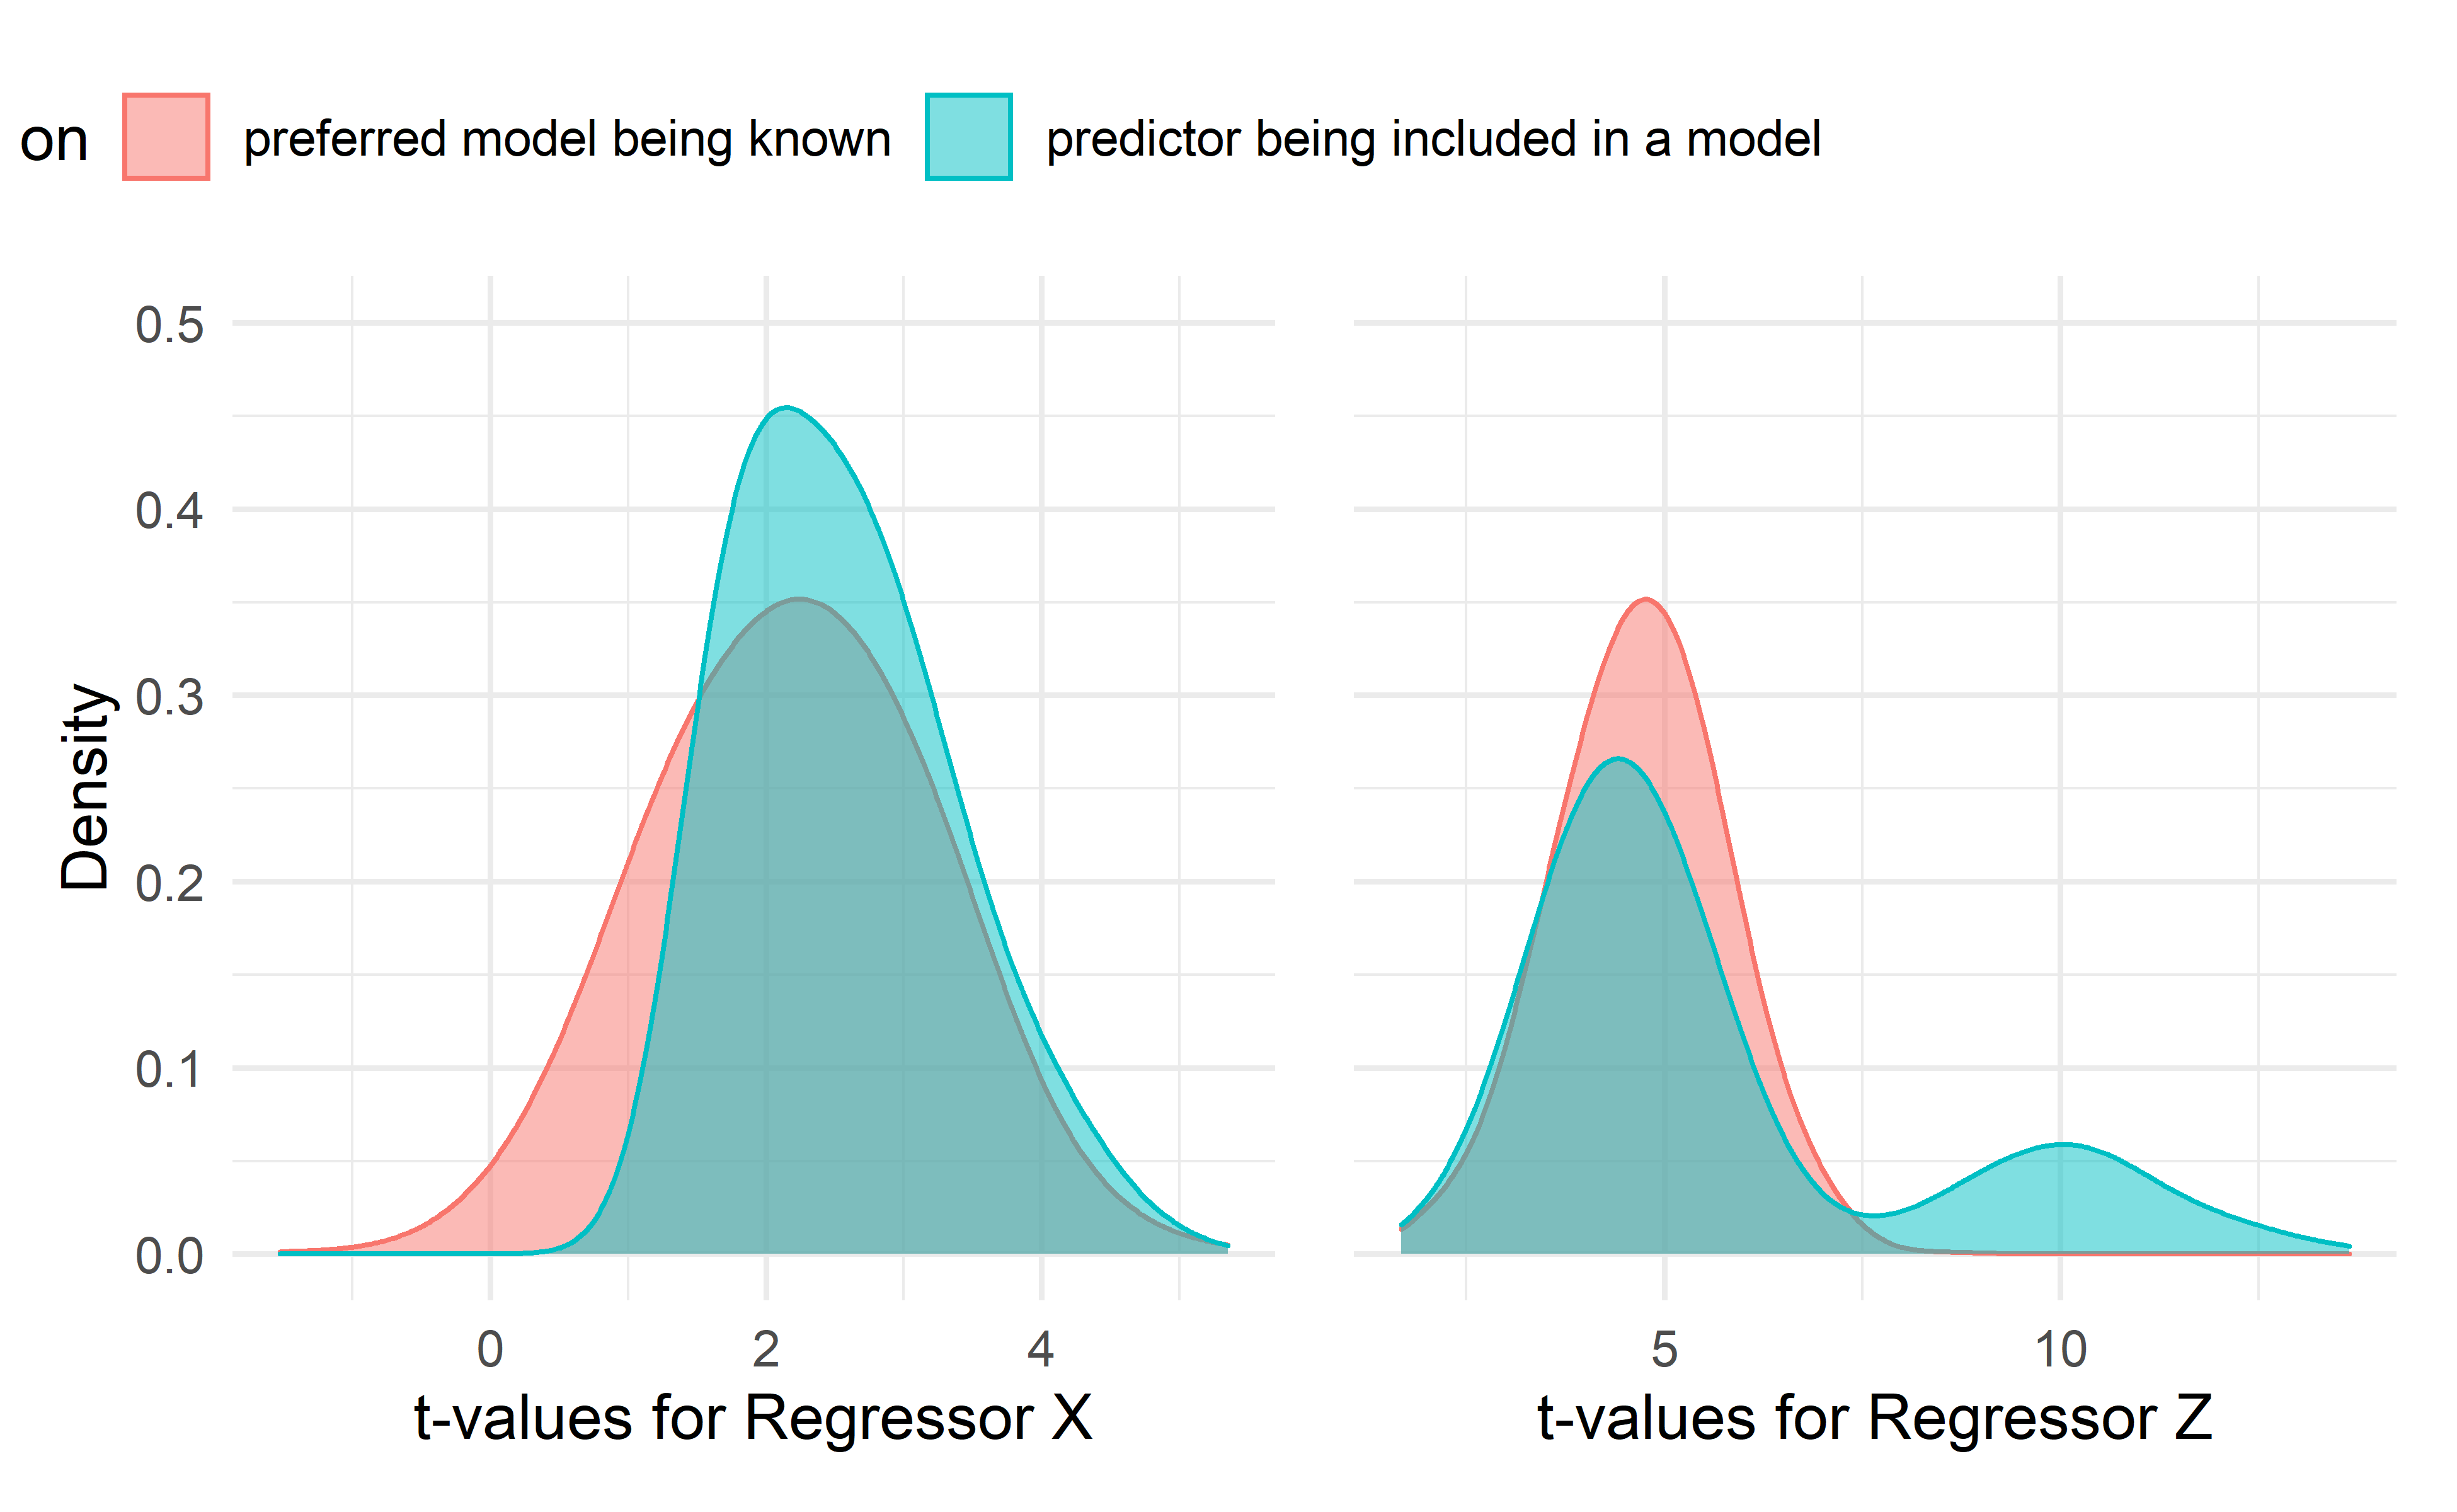 on preferred model being known predictor being included in a model
0.5
0.4
0.3
0.2
0.1
0.0
Density
0 2 4
5 10
t-values for Regressor X
t-values for Regressor Z